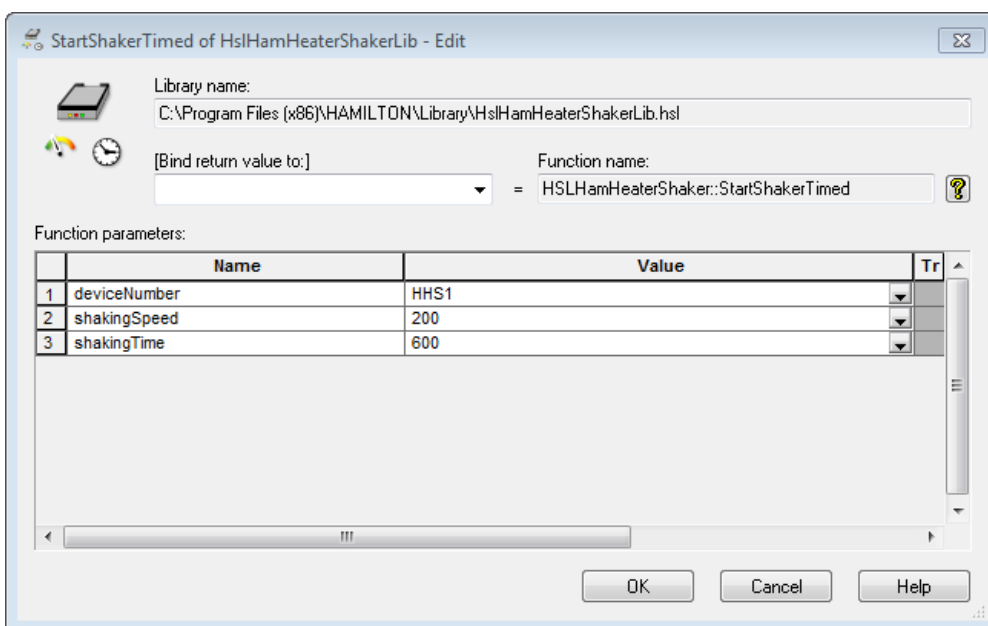 StartShakerTimed of HslHamHeaterShakerLib - Edit
Library name:
C:\Program Files (x86)\HAMILTON\Library\HslHamHeaterShakerLib.hsl
[Bind return value to:]
Function name:
= HSLHamHeaterShaker::StartShakerTimed
Function parameters:
Name Value Tr
1 deviceNumber HHS1
2 shakingSpeed 200
3 shakingTime 600
OK Cancel Help